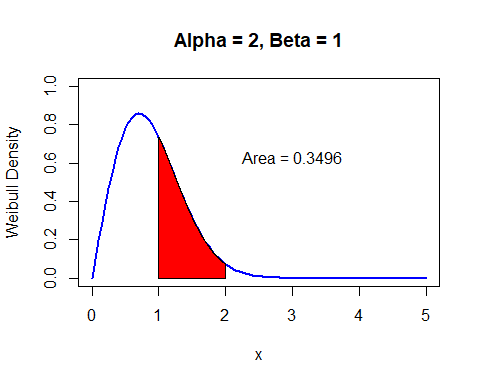 Alpha = 2, Beta = 1
Weibull Density
1.0
0.8
0.6
0.4
0.2
0.0
Area = 0.3496
0 1 2 3 4 5
x